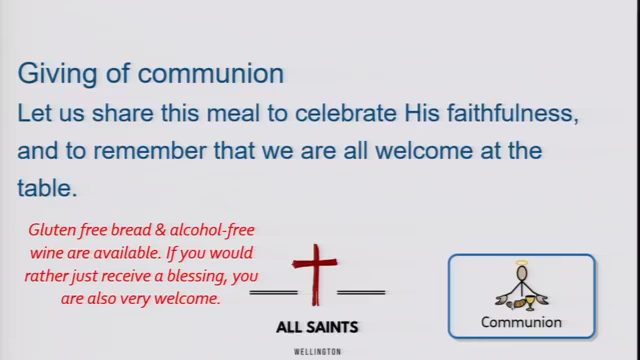 Giving of communion
Let us share this meal to celebrate His faithfulness,
and to remember that we are all welcome at the
table.
Gluten free bread & alcohol-free
wine are available. If you would
rather just receive a blessing, you
are also very welcome.
ALL SAINTS
WELLINGTON
Communion